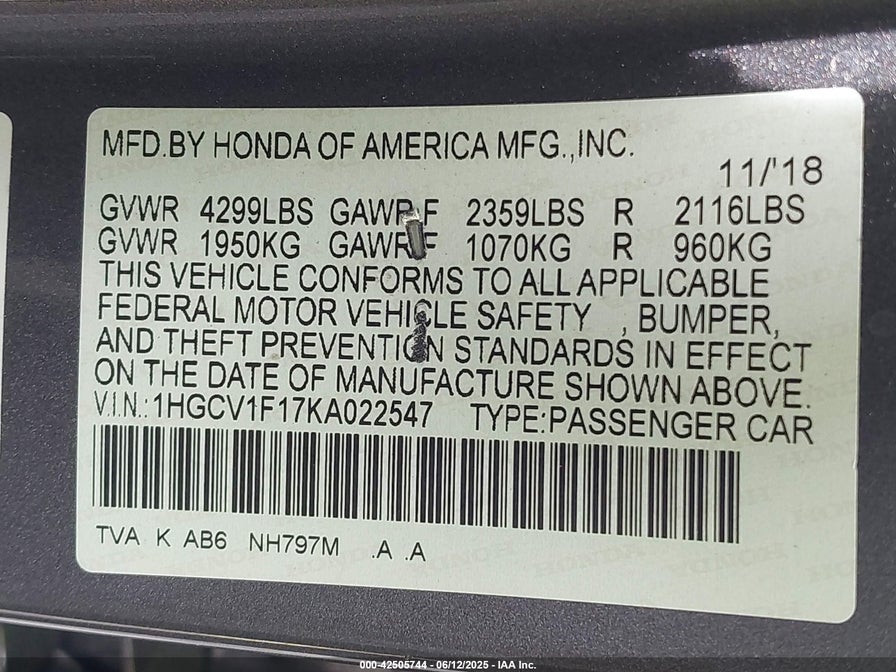 MFD.BY HONDA OF AMERICA MFG.,INC.
11/'18
GVWR 4299LBS GAWR F 2359LBS R 2116LBS
GVWR 1950KG GAWR F 1070KG R 960KG
THIS VEHICLE CONFORMS TO ALL APPLICABLE
FEDERAL MOTOR VEHICLE SAFETY , BUMPER,
AND THEFT PREVENTION STANDARDS IN EFFECT
ON THE DATE OF MANUFACTURE SHOWN ABOVE.
V.I.N.:1HGCV1F17KA022547 TYPE:PASSENGER CAR
TVA K AB6 NH797M .A .A
000-42505744 - 06/12/2025 - IAA Inc.